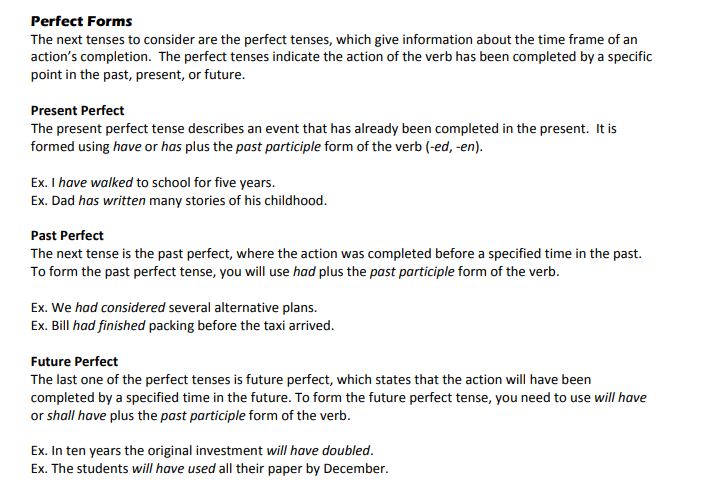 Perfect Forms
The next tenses to consider are the perfect tenses, which give information about the time frame of an
action's completion.  The perfect tenses indicate the action of the verb has been completed by a specific
point in the past, present, or future.
Present Perfect
The present perfect tense describes an event that has already been completed in the present.  It is
formed using have or has plus the past participle form of the verb (-ed, -en).
Ex. I have walked to school for five years.
Ex. Dad has written many stories of his childhood.
Past Perfect
The next tense is the past perfect, where the action was completed before a specified time in the past.
To form the past perfect tense, you will use had plus the past participle form of the verb.
Ex. We had considered several alternative plans.
Ex. Bill had finished packing before the taxi arrived.
Future Perfect
The last one of the perfect tenses is future perfect, which states that the action will have been
completed by a specified time in the future. To form the future perfect tense, you need to use will have
or shall have plus the past participle form of the verb.
Ex. In ten years the original investment will have doubled.
Ex. The students will have used all their paper by December.